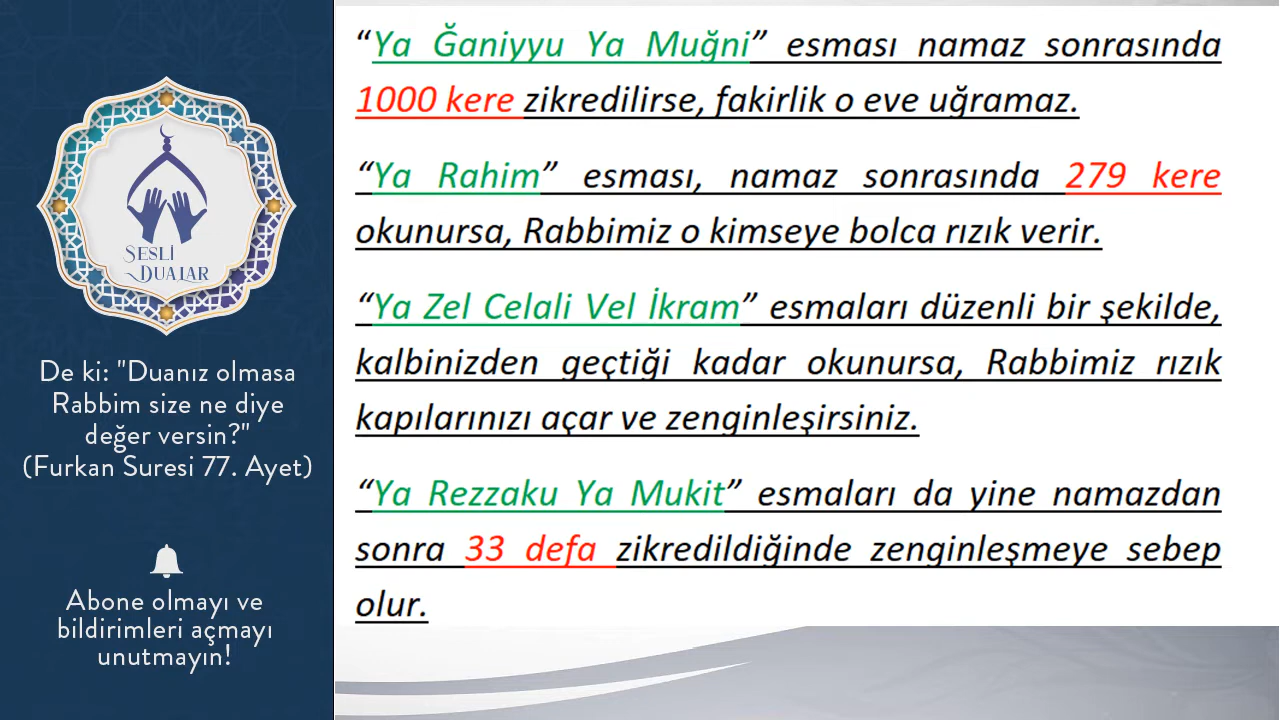 SESLİ
DUALAR
De ki: "Duanız olmasa
Rabbim size ne diye
değer versin?"
(Furkan Suresi 77. Ayet)
Abone olmayı ve
bildirimleri açmayı
unutmayın!
“Ya Ğaniyyu Ya Muğni” esması namaz sonrasında
1000 kere zikredilirse, fakirlik o eve uğramaz.
“Ya Rahim” esması, namaz sonrasında 279 kere
okunursa, Rabbimiz o kimseye bolca rızık verir.
“Ya Zel Celali Vel İkram” esmaları düzenli bir şekilde,
kalbinizden geçtiği kadar okunursa, Rabbimiz rızık
kapılarınızı açar ve zenginleşirsiniz.
“Ya Rezzaku Ya Mukit” esmaları da yine namazdan
sonra 33 defa zikredildiğinde zenginleşmeye sebep
olur.